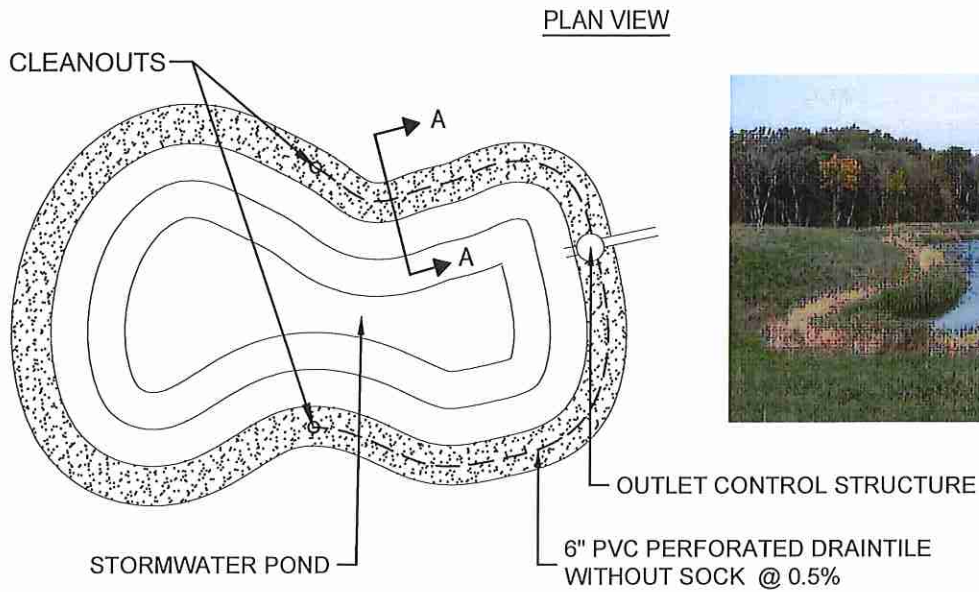 PLAN VIEW
CLEANOUTS
A
A
OUTLET CONTROL STRUCTURE
STORMWATER POND
6" PVC PERFORATED DRAINTILE
WITHOUT SOCK @ 0.5%